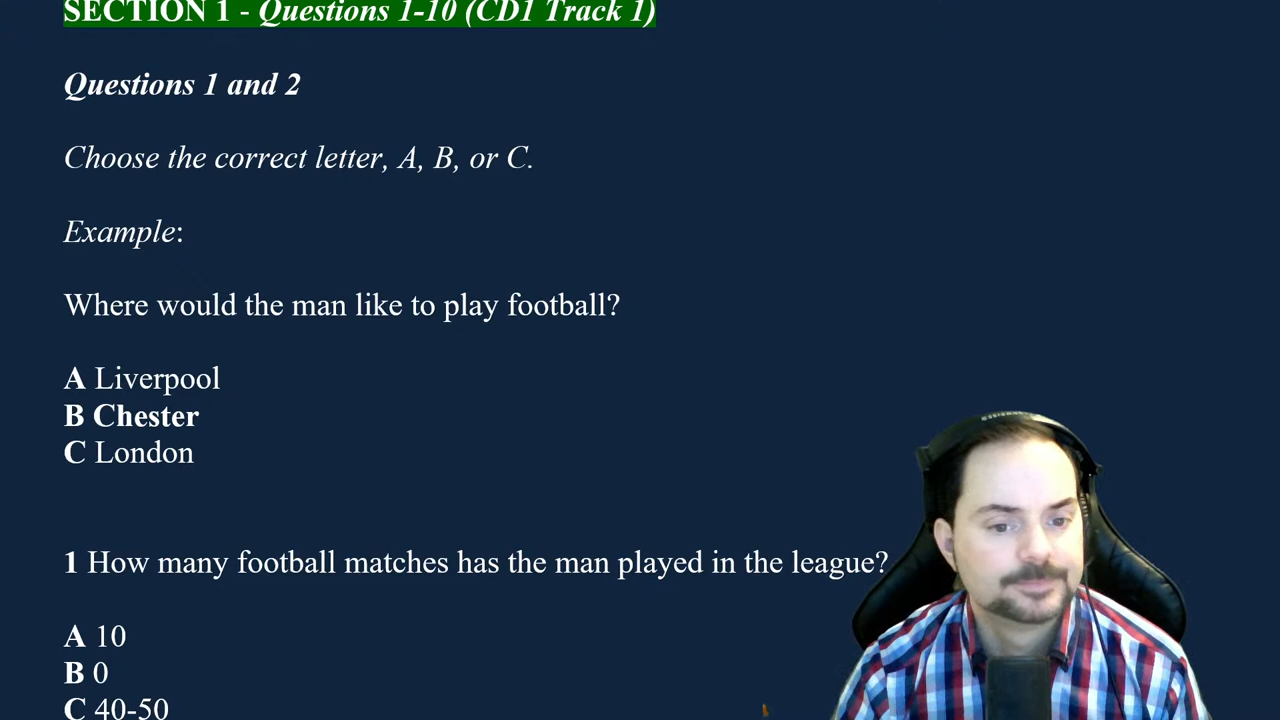 SECTION 1 - Questions 1-10 (CD1 Track 1)
Questions 1 and 2
Choose the correct letter, A, B, or C.
Example:
Where would the man like to play football?
A Liverpool
B Chester
C London
1 How many football matches has the man played in the league?
A 10
B 0
C 40-50